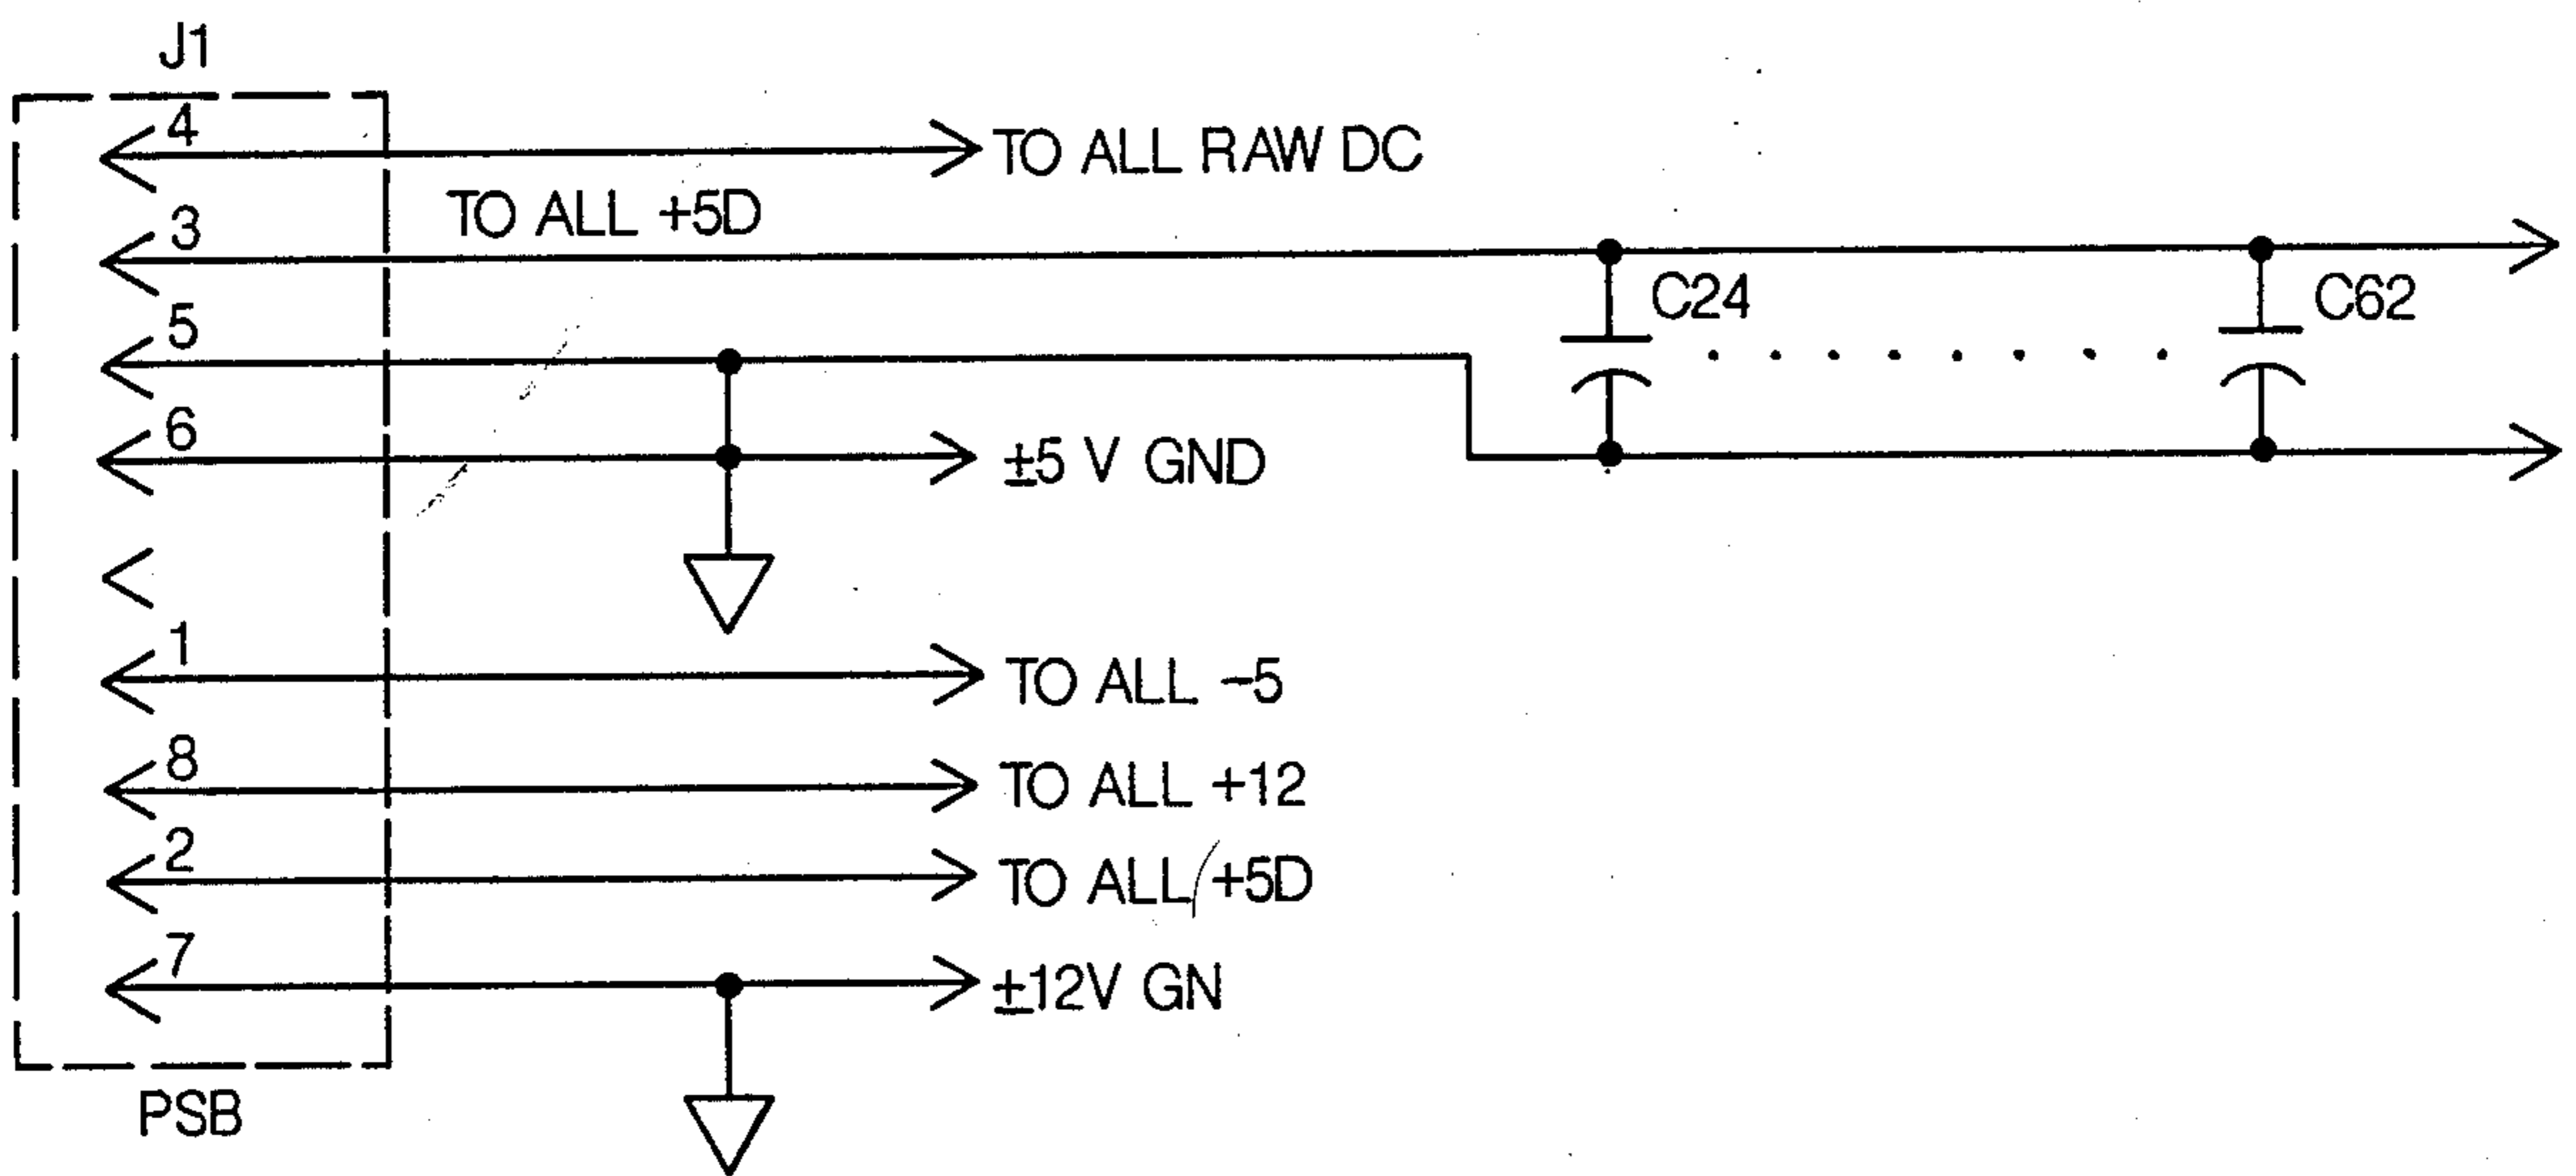 J1
4
TO ALL RAW DC
TO ALL +5D
3
C24
C62
5
6
±5 V GND
1
TO ALL -5
8
TO ALL +12
2
TO ALL +5D
7
±12V GN
PSB